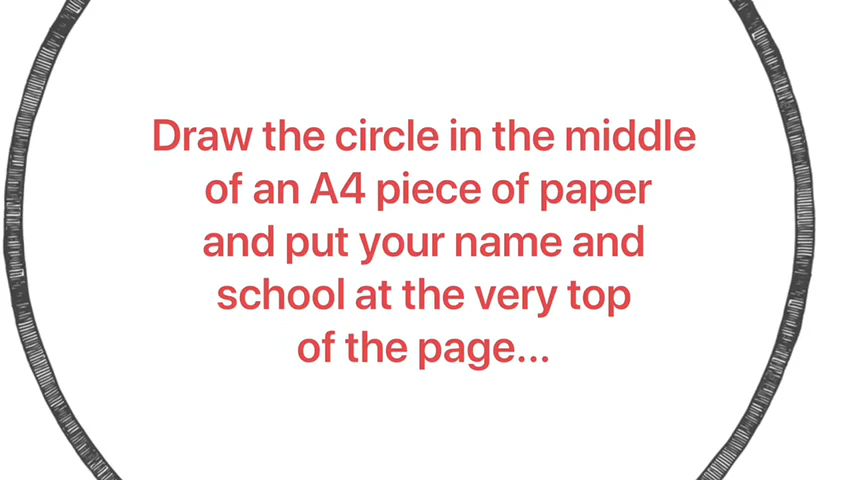 Draw the circle in the middle
of an A4 piece of paper
and put your name and
school at the very top
of the page...